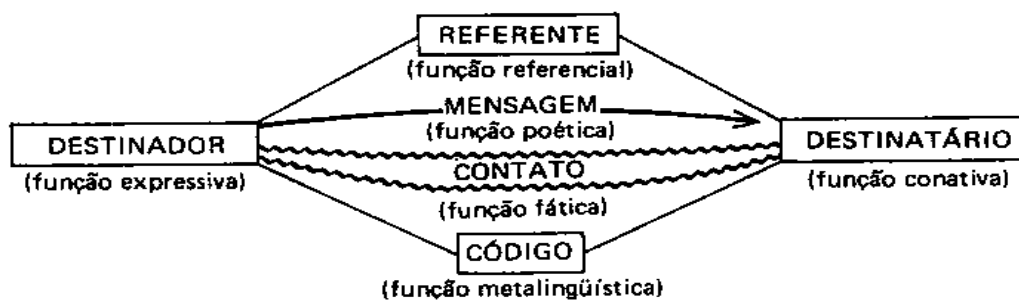 REFERENTE
(função referencial)
MENSAGEM
(função poética)
DESTINADOR
(função expressiva)
DESTINATÁRIO
(função conativa)
CONTATO
(função fática)
CÓDIGO
(função metalingüística)